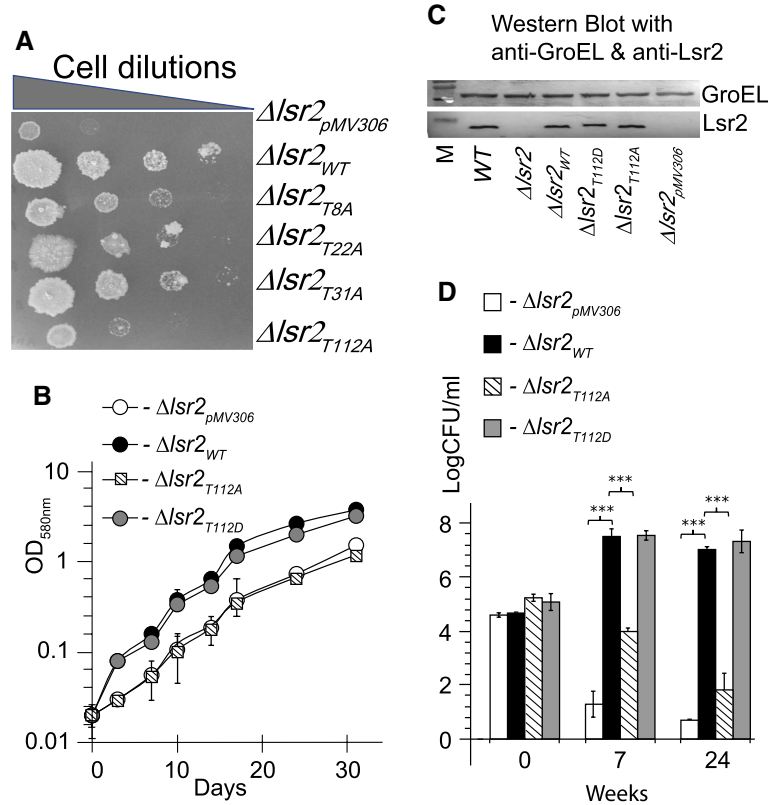 A
Cell dilutions
Δlsr2pMV306
Δlsr2WT
Δlsr2T8A
Δlsr2T22A
Δlsr2T31A
Δlsr2T112A
B
- Δlsr2pMV306
- Δlsr2WT
- Δlsr2T112A
- Δlsr2T112D
OD580nm
10
1
0.1
0.01
0 10 20 30
Days
C
Western Blot with
anti-GroEL & anti-Lsr2
GroEL
Lsr2
M
WT
Δlsr2
Δlsr2WT
Δlsr2T112D
Δlsr2T112A
Δlsr2pMV306
D
- Δlsr2pMV306
- Δlsr2WT
- Δlsr2T112A
- Δlsr2T112D
LogCFU/ml
8
6
4
2
0
*** ***
*** ***
0 7 24
Weeks